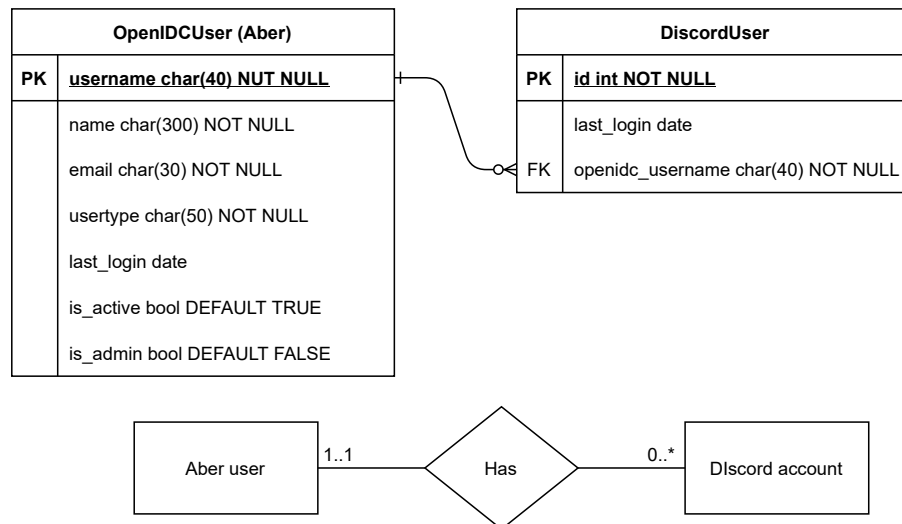 OpenIDCUser (Aber)
PK username char(40) NUT NULL
name char(300) NOT NULL
email char(30) NOT NULL
usertype char(50) NOT NULL
last_login date
is_active bool DEFAULT TRUE
is_admin bool DEFAULT FALSE
DiscordUser
PK id int NOT NULL
last_login date
FK openidc_username char(40) NOT NULL
Aber user
1..1
Has
0..*
DIscord account